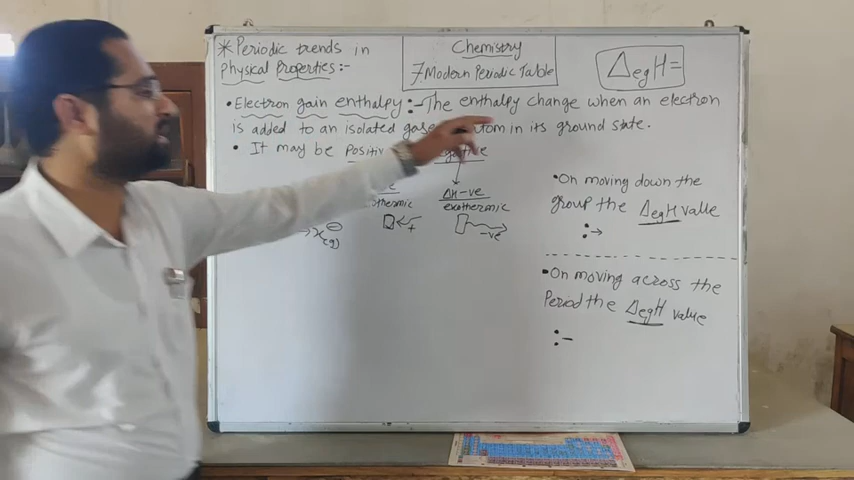 *Periodic trends in
Physical Properties:-
Chemistry
7 Modern Periodic Table
ΔegH=
•Electron gain enthalpy:-The enthalpy change when an electron
is added to an isolated gase atom in its ground state.
• It may be Positiv
ΔH-ve
exothermic
-ve
+
→ X⊖(g)
•On moving down the
group the ΔegH value
:→
•On moving across the
Period the ΔegH value
:-